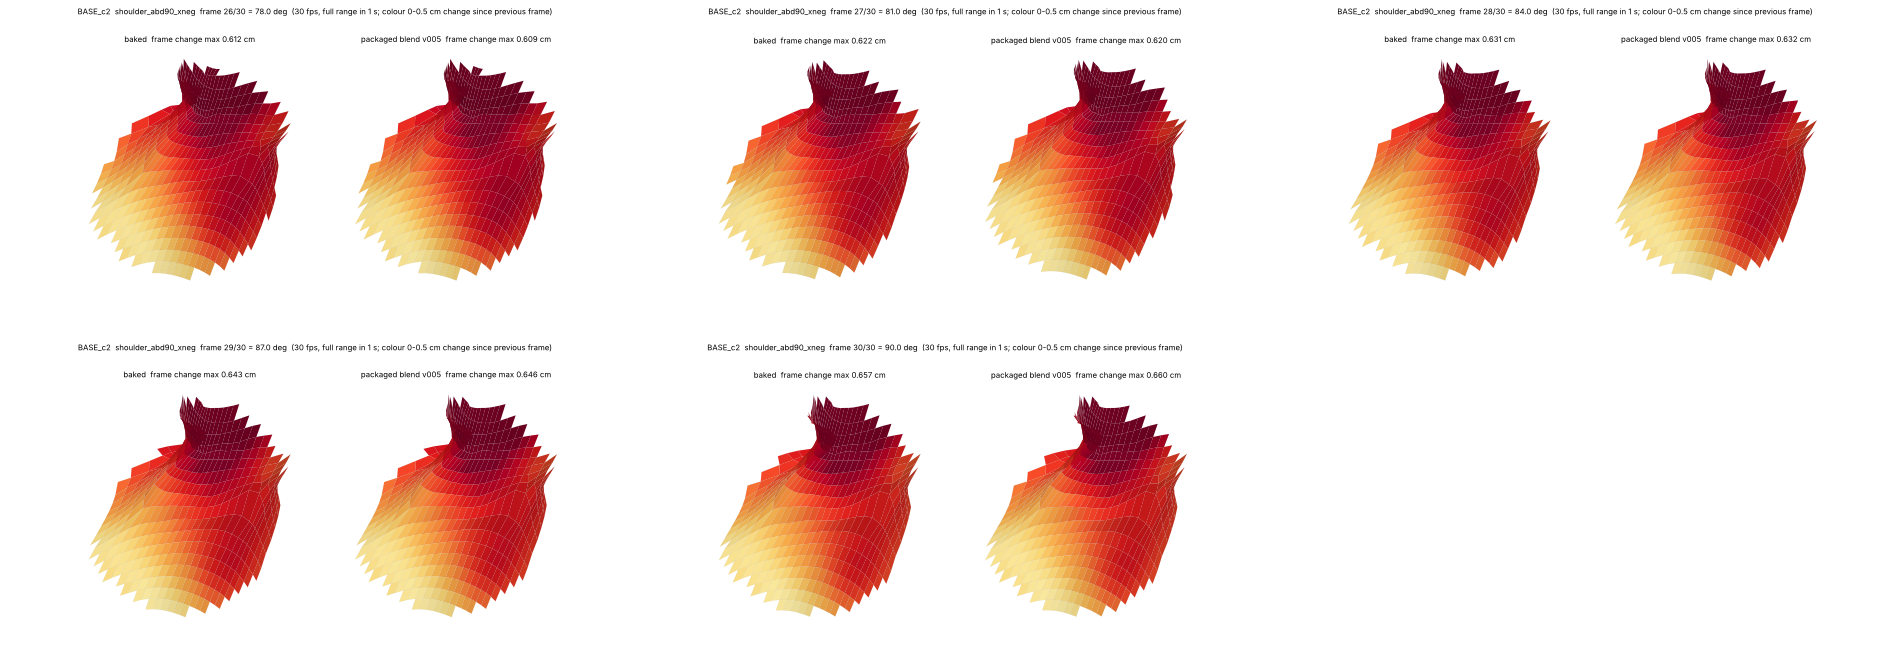 BASE_c2 shoulder_abd90_xneg frame 26/30 = 78.0 deg (30 fps, full range in 1 s; colour 0-0.5 cm change since previous frame)
baked frame change max 0.612 cm
packaged blend v005 frame change max 0.609 cm
BASE_c2 shoulder_abd90_xneg frame 27/30 = 81.0 deg (30 fps, full range in 1 s; colour 0-0.5 cm change since previous frame)
baked frame change max 0.622 cm
packaged blend v005 frame change max 0.620 cm
BASE_c2 shoulder_abd90_xneg frame 28/30 = 84.0 deg (30 fps, full range in 1 s; colour 0-0.5 cm change since previous frame)
baked frame change max 0.631 cm
packaged blend v005 frame change max 0.632 cm
BASE_c2 shoulder_abd90_xneg frame 29/30 = 87.0 deg (30 fps, full range in 1 s; colour 0-0.5 cm change since previous frame)
baked frame change max 0.643 cm
packaged blend v005 frame change max 0.646 cm
BASE_c2 shoulder_abd90_xneg frame 30/30 = 90.0 deg (30 fps, full range in 1 s; colour 0-0.5 cm change since previous frame)
baked frame change max 0.657 cm
packaged blend v005 frame change max 0.660 cm